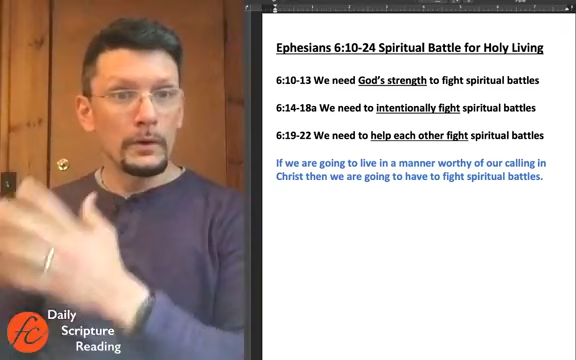 Ephesians 6:10-24 Spiritual Battle for Holy Living
6:10-13 We need God's strength to fight spiritual battles
6:14-18a We need to intentionally fight spiritual battles
6:19-22 We need to help each other fight spiritual battles
If we are going to live in a manner worthy of our calling in
Christ then we are going to have to fight spiritual battles.
fc
Daily
Scripture
Reading